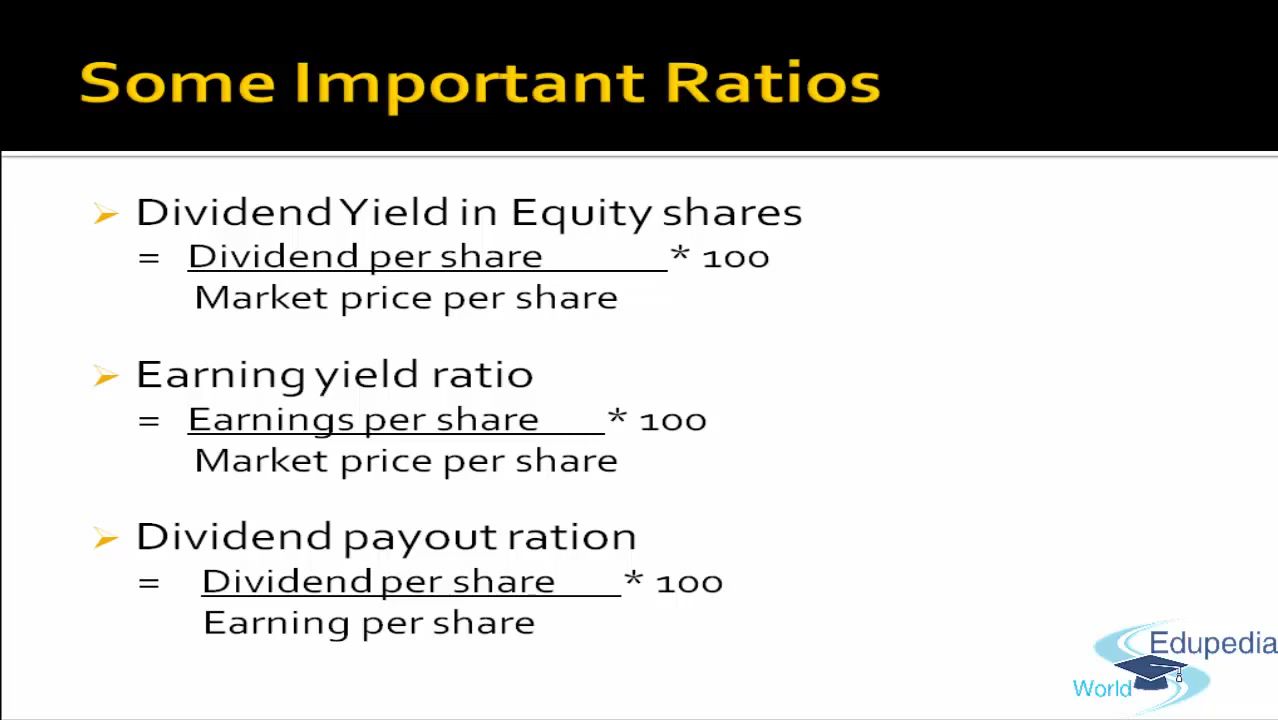 Some Important Ratios
Dividend Yield in Equity shares
= Dividend per share * 100
Market price per share
Earning yield ratio
= Earnings per share * 100
Market price per share
Dividend payout ration
= Dividend per share * 100
Earning per share
Edupedia
World